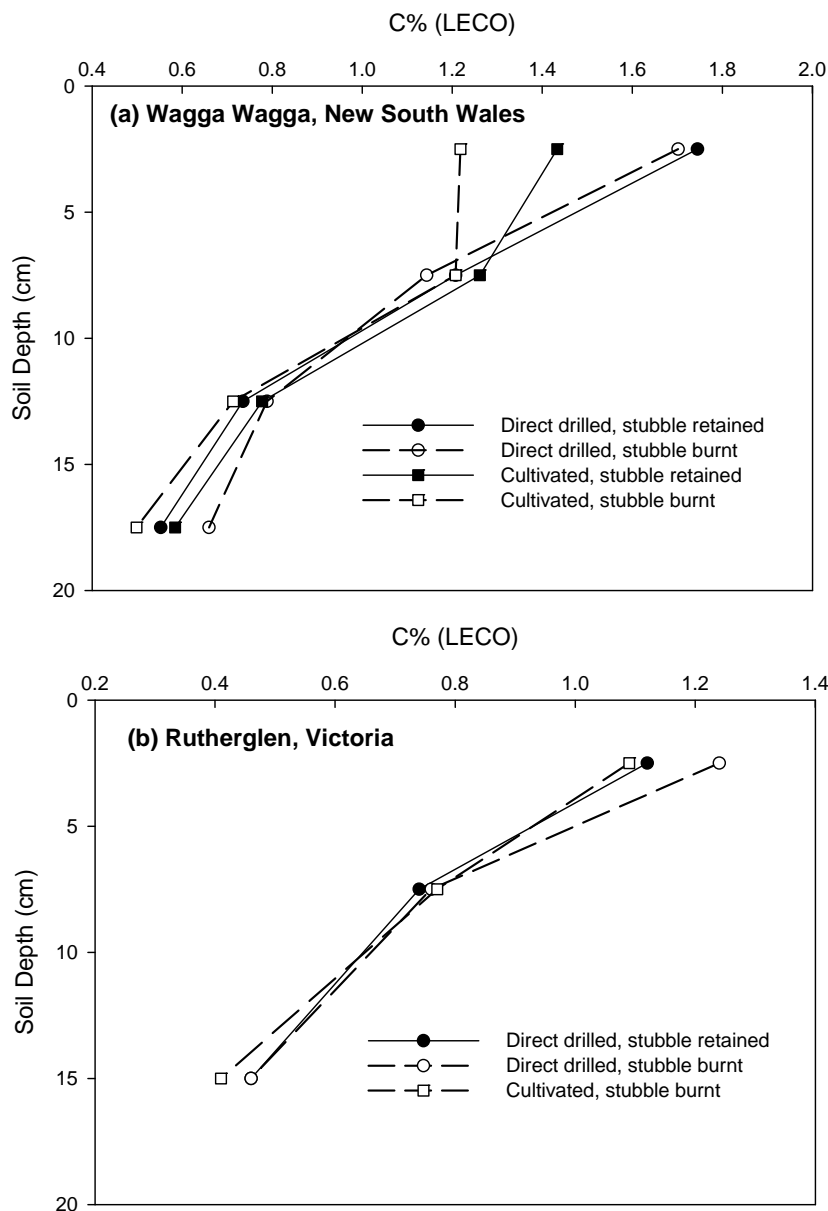 C% (LECO)
0.4 0.6 0.8 1.0 1.2 1.4 1.6 1.8 2.0
0
(a) Wagga Wagga, New South Wales
5
Soil Depth (cm)
10
Direct drilled, stubble retained
Direct drilled, stubble burnt
15
Cultivated, stubble retained
Cultivated, stubble burnt
20
C% (LECO)
0.2 0.4 0.6 0.8 1.0 1.2 1.4
0
(b) Rutherglen, Victoria
5
Soil Depth (cm)
10
Direct drilled, stubble retained
Direct drilled, stubble burnt
15
Cultivated, stubble burnt
20